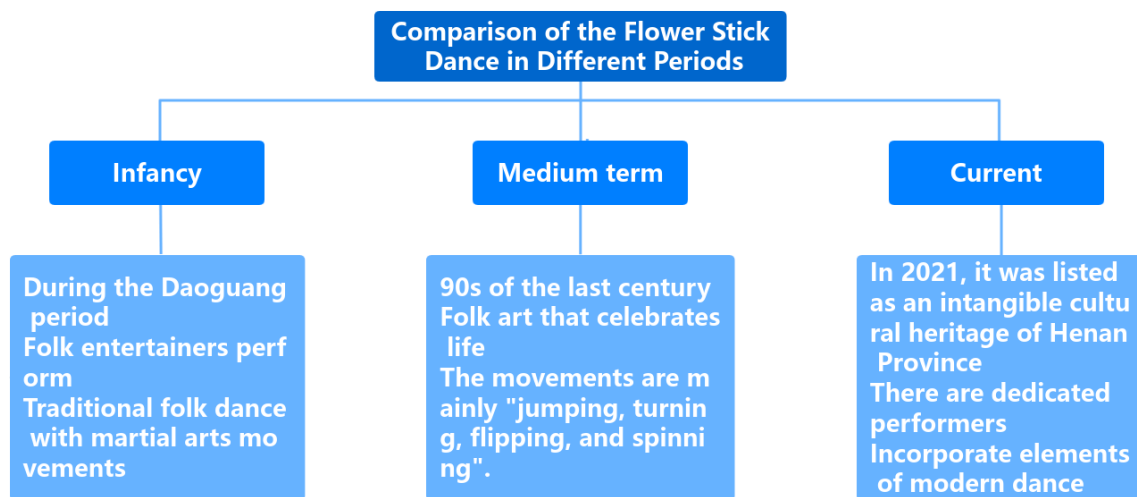 Comparison of the Flower Stick
Dance in Different Periods
Infancy
Medium term
Current
During the Daoguang
period
Folk entertainers perf
orm
Traditional folk dance
with martial arts mo
vements
90s of the last century
Folk art that celebrates
life
The movements are m
ainly "jumping, turnin
g, flipping, and spinni
ng".
In 2021, it was listed
as an intangible cultu
ral heritage of Henan
Province
There are dedicated
performers
Incorporate elements
of modern dance